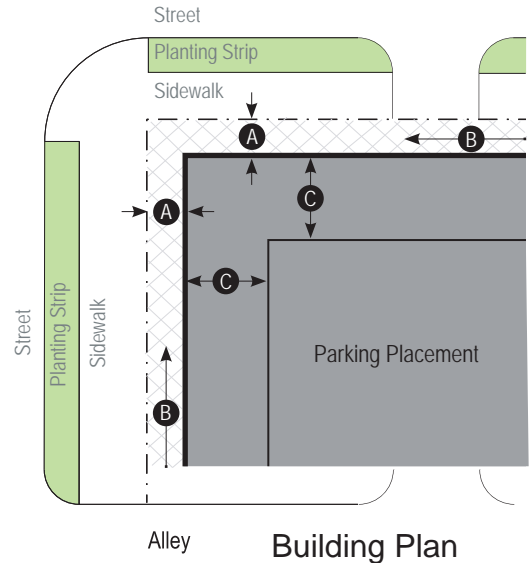 Street
Planting Strip
Sidewalk
A
B
A
C
C
Parking Placement
B
Street
Planting Strip
Sidewalk
Alley
Building Plan